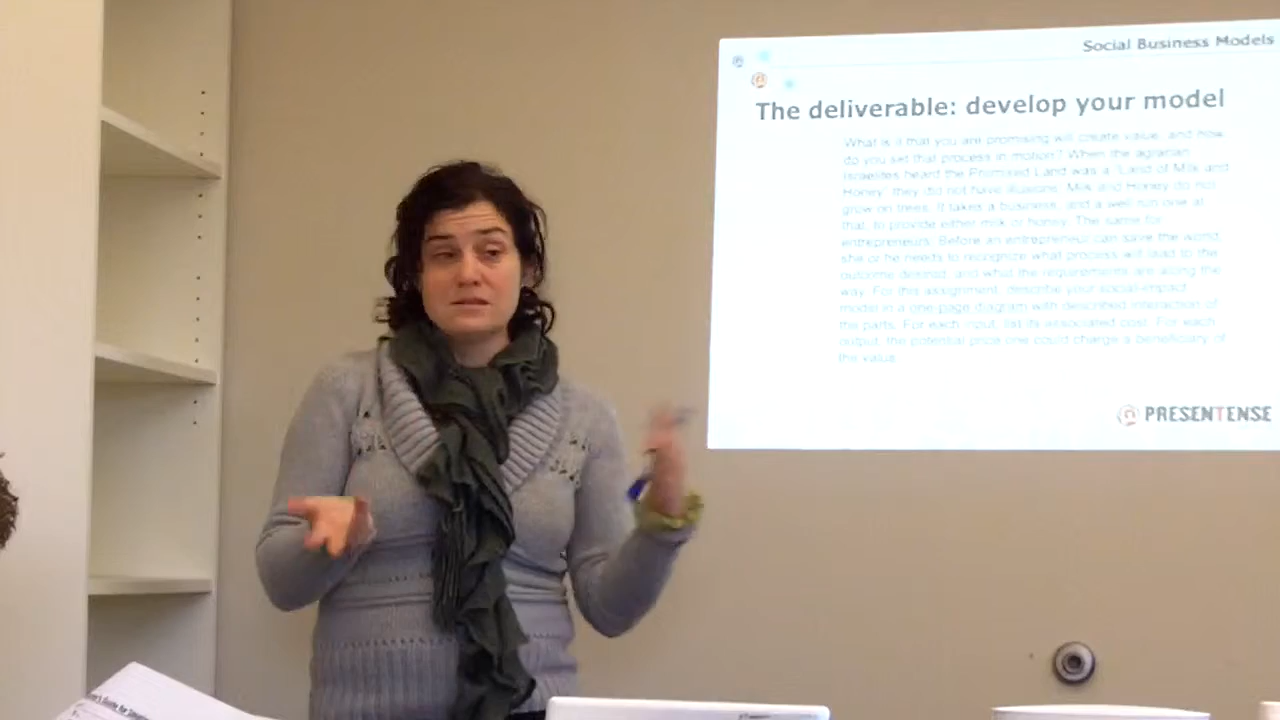 Social Business Models
The deliverable: develop your model
What is it that you are promising will create value, and how
do you set that process in motion? When the agrarian
Israelites heard the Promised Land was a "Land of Milk and
Honey" they did not have illusions. Milk and Honey do not
grow on trees. It takes a business, and a well run one at
that, to provide either milk or honey. The same for
entrepreneurs. Before an entrepreneur can save the world,
she or he needs to recognize what process will lead to the
outcome desired, and what the requirements are along the
way. For this assignment, describe your social-impact
model in a one page diagram with described interaction of
the parts. For each input, list its associated cost. For each
output, the potential price one could charge a beneficiary of
the value.
PRESENTENSE
Guide for